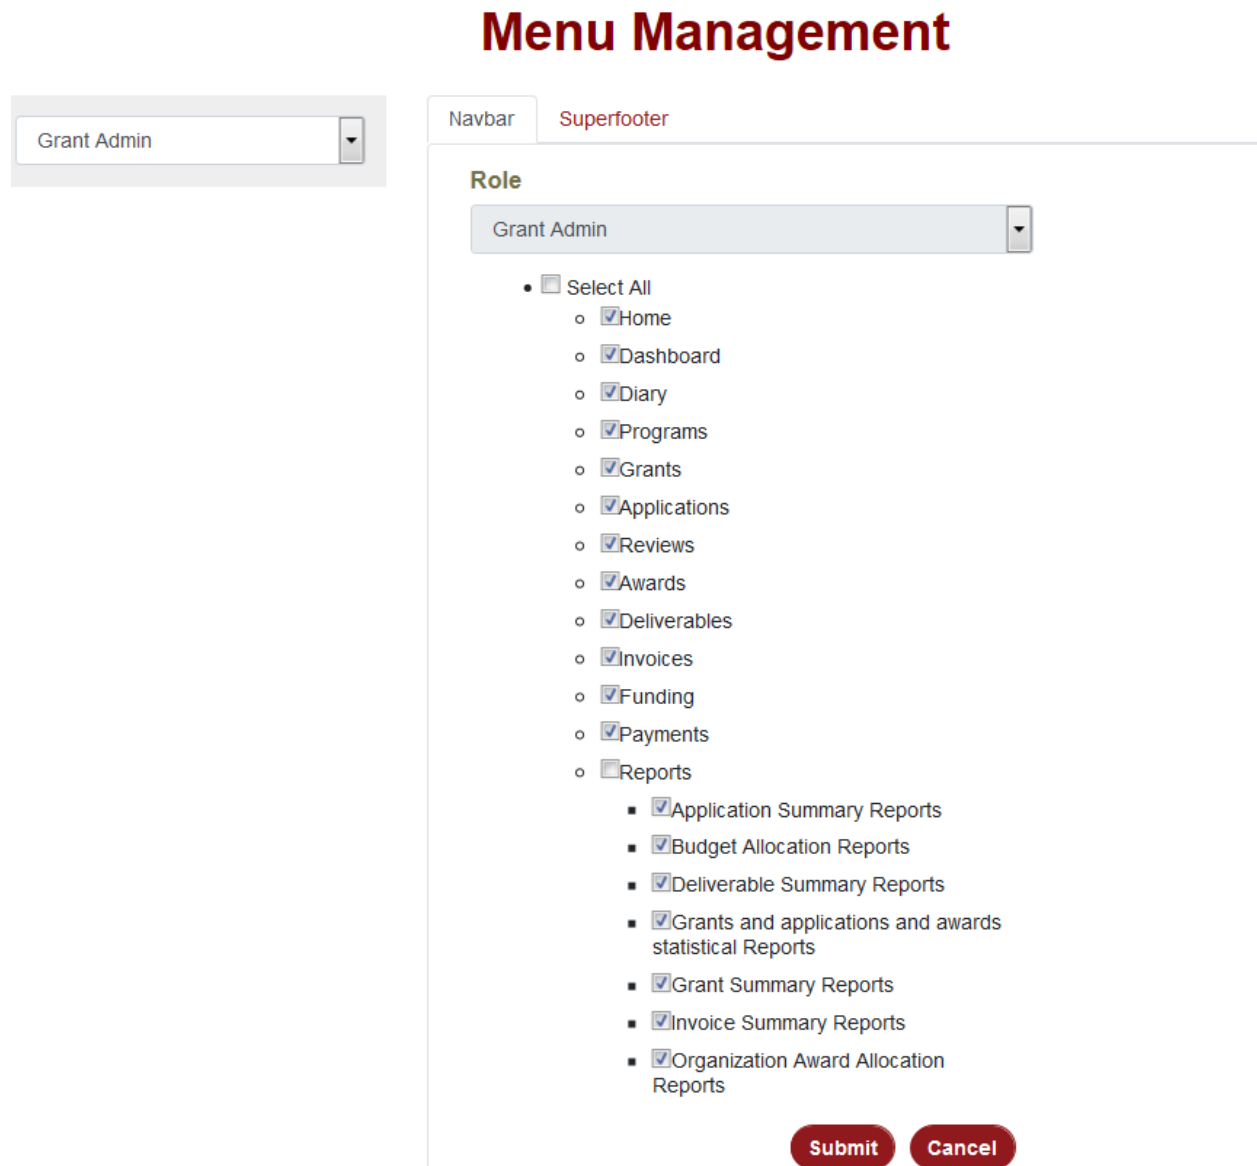 Menu Management
Grant Admin
Navbar
Superfooter
Role
Grant Admin
Select All
Home
Dashboard
Diary
Programs
Grants
Applications
Reviews
Awards
Deliverables
Invoices
Funding
Payments
Reports
Application Summary Reports
Budget Allocation Reports
Deliverable Summary Reports
Grants and applications and awards
statistical Reports
Grant Summary Reports
Invoice Summary Reports
Organization Award Allocation
Reports
Submit
Cancel